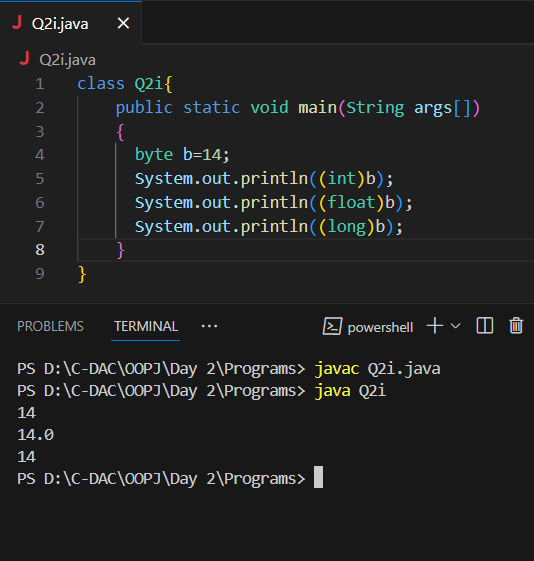 J Q2i.java ×
J Q2i.java
1 class Q2i{
2     public static void main(String args[])
3     {
4       byte b=14;
5       System.out.println((int)b);
6       System.out.println((float)b);
7       System.out.println((long)b);
8     }
9 }
PROBLEMS TERMINAL ··· powershell
PS D:\C-DAC\OOPJ\Day 2\Programs> javac Q2i.java
PS D:\C-DAC\OOPJ\Day 2\Programs> java Q2i
14
14.0
14
PS D:\C-DAC\OOPJ\Day 2\Programs>